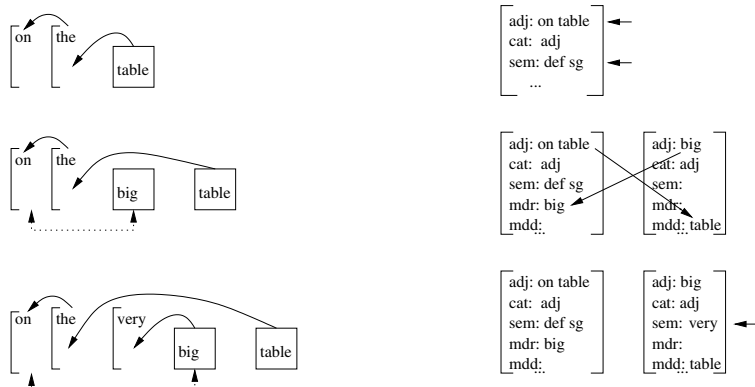 on the table
adj: on table
cat: adj
sem: def sg
...
on the big table
adj: on table
cat: adj
sem: def sg
mdr: big
mdd: ...
adj: big
cat: adj
sem:
mdr:
mdd: ... table
on the very big table
adj: on table
cat: adj
sem: def sg
mdr: big
mdd: ...
adj: big
cat: adj
sem: very
mdr:
mdd: ... table